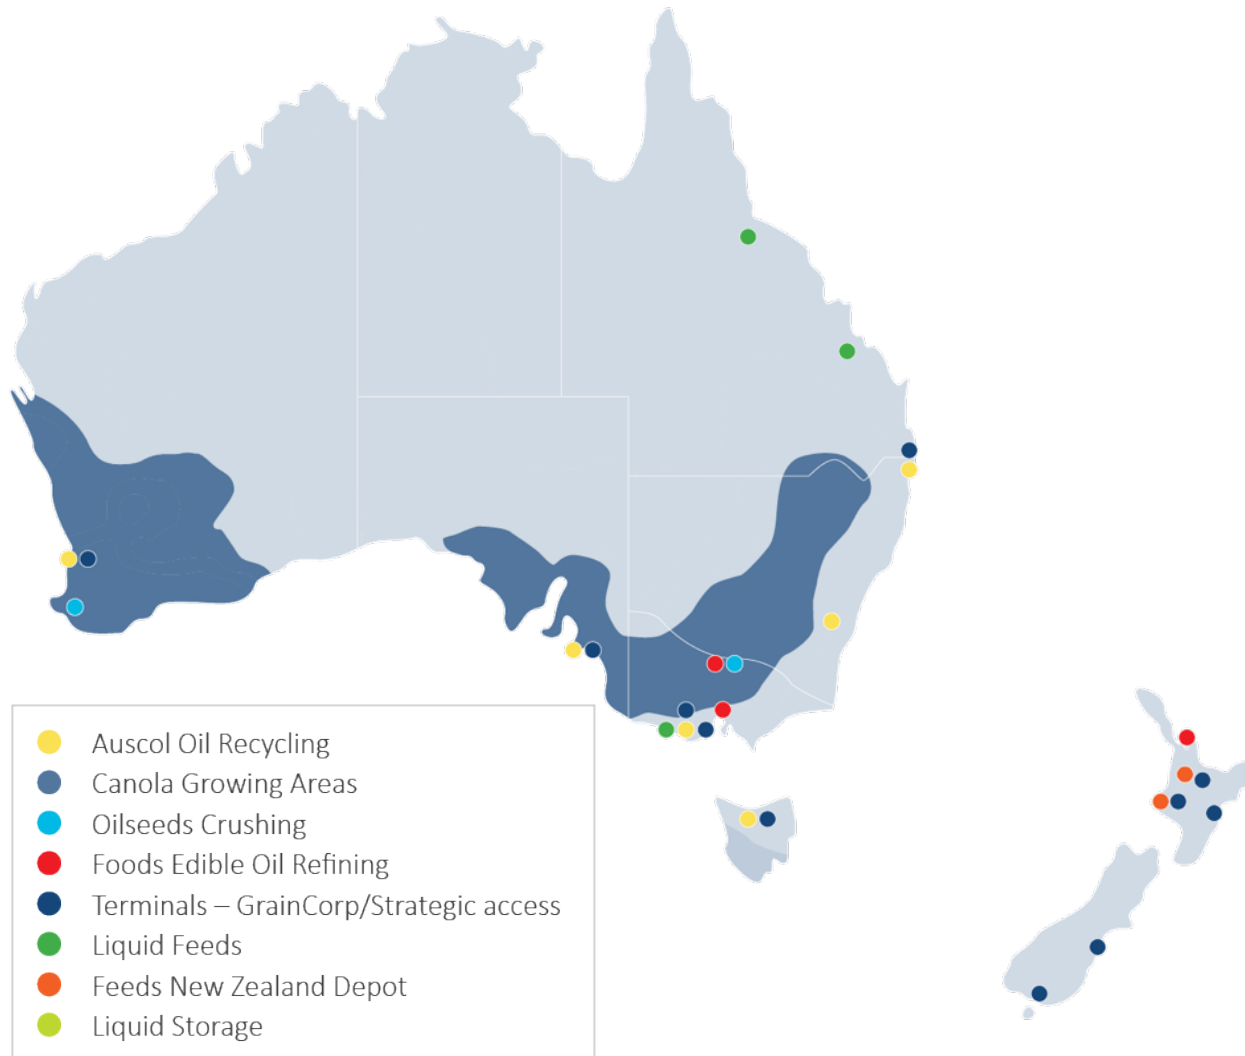 Auscol Oil Recycling
Canola Growing Areas
Oilseeds Crushing
Foods Edible Oil Refining
Terminals – GrainCorp/Strategic access
Liquid Feeds
Feeds New Zealand Depot
Liquid Storage